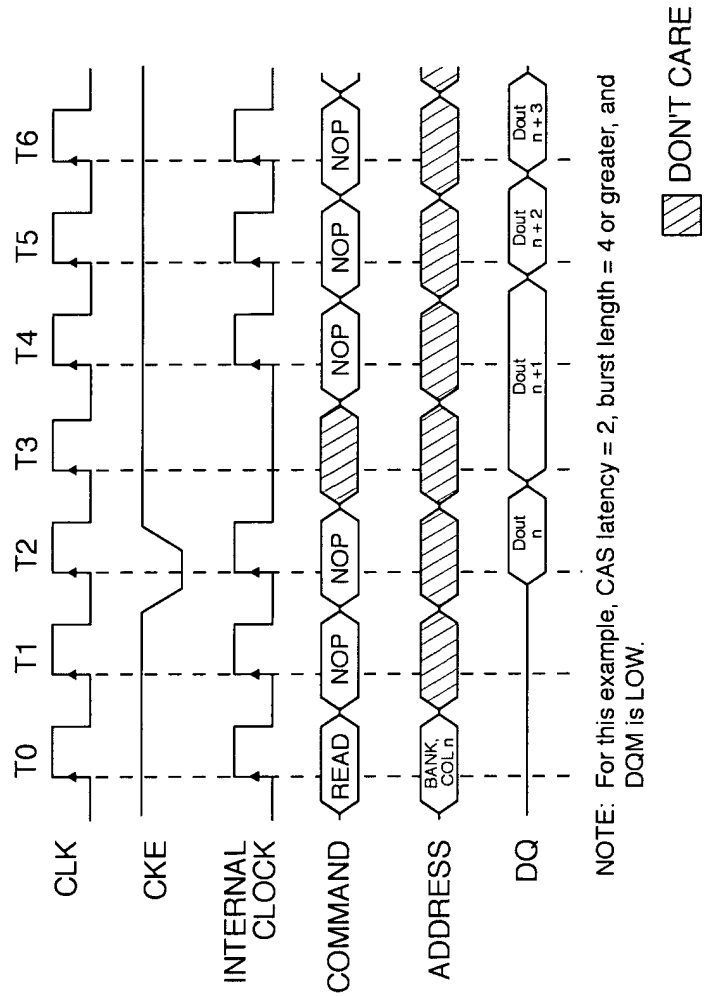 T0 T1 T2 T3 T4 T5 T6
CLK
CKE
INTERNAL
CLOCK
COMMAND READ NOP NOP NOP NOP NOP
ADDRESS BANK,
COL n
DQ Dout
n Dout
n+1 Dout
n+2 Dout
n+3
NOTE: For this example, CAS latency = 2, burst length = 4 or greater, and
DQM is LOW.
DON'T CARE